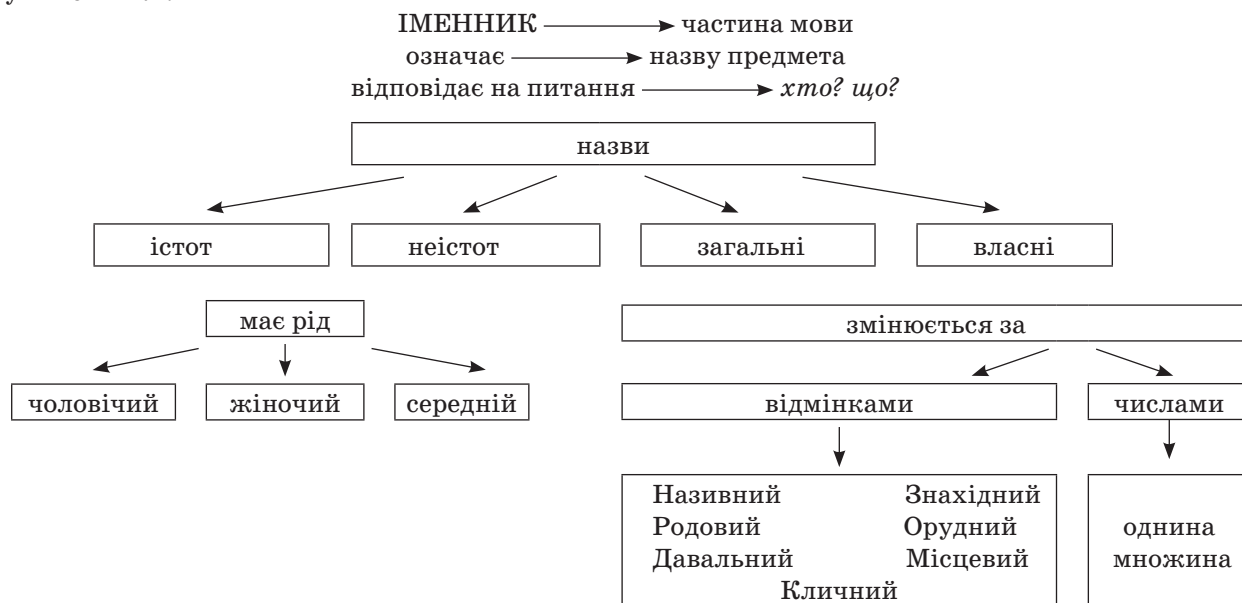 ІМЕННИК частина мови
означає назву предмета
відповідає на питання хто? що?
назви
істот неістот загальні власні
має рід змінюється за
чоловічий жіночий середній відмінками числами
Називний Знахідний
Родовий Орудний однина
Давальний Місцевий множина
Кличний